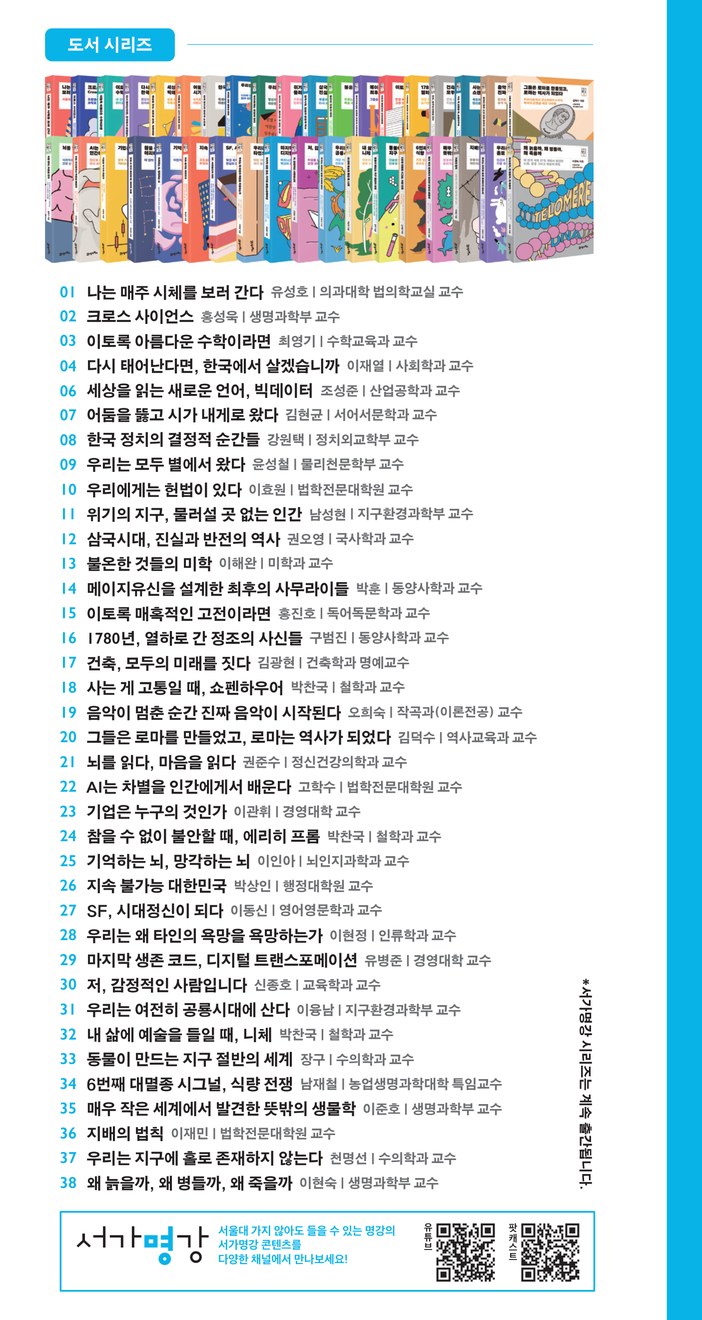 도서 시리즈
그들은 로마를 만들었고,
로마는 역사가 되었다
왜 늙을까, 왜 병들까,
왜 죽을까
TELOMERE
01 나는 매주 시체를 보러 간다 유성호 | 의과대학 법의학교실 교수
02 크로스 사이언스 홍성욱 | 생명과학부 교수
03 이토록 아름다운 수학이라면 최영기 | 수학교육과 교수
04 다시 태어난다면, 한국에서 살겠습니까 이재열 | 사회학과 교수
06 세상을 읽는 새로운 언어, 빅데이터 조성준 | 산업공학과 교수
07 어둠을 뚫고 시가 내게로 왔다 김현균 | 서어서문학과 교수
08 한국 정치의 결정적 순간들 강원택 | 정치외교학부 교수
09 우리는 모두 별에서 왔다 윤성철 | 물리천문학부 교수
10 우리에게는 헌법이 있다 이효원 | 법학전문대학원 교수
11 위기의 지구, 물러설 곳 없는 인간 남성현 | 지구환경과학부 교수
12 삼국시대, 진실과 반전의 역사 권오영 | 국사학과 교수
13 불온한 것들의 미학 이해완 | 미학과 교수
14 메이지유신을 설계한 최후의 사무라이들 박훈 | 동양사학과 교수
15 이토록 매혹적인 고전이라면 홍진호 | 독어독문학과 교수
16 1780년, 열하로 간 정조의 사신들 구범진 | 동양사학과 교수
17 건축, 모두의 미래를 짓다 김광현 | 건축학과 명예교수
18 사는 게 고통일 때, 쇼펜하우어 박찬국 | 철학과 교수
19 음악이 멈춘 순간 진짜 음악이 시작된다 오희숙 | 작곡과(이론전공) 교수
20 그들은 로마를 만들었고, 로마는 역사가 되었다 김덕수 | 역사교육과 교수
21 뇌를 읽다, 마음을 읽다 권준수 | 정신건강의학과 교수
22 AI는 차별을 인간에게서 배운다 고학수 | 법학전문대학원 교수
23 기업은 누구의 것인가 이관휘 | 경영대학 교수
24 참을 수 없이 불안할 때, 에리히 프롬 박찬국 | 철학과 교수
25 기억하는 뇌, 망각하는 뇌 이인아 | 뇌인지과학과 교수
26 지속 불가능 대한민국 박상인 | 행정대학원 교수
27 SF, 시대정신이 되다 이동신 | 영어영문학과 교수
28 우리는 왜 타인의 욕망을 욕망하는가 이현정 | 인류학과 교수
29 마지막 생존 코드, 디지털 트랜스포메이션 유병준 | 경영대학 교수
30 저, 감정적인 사람입니다 신종호 | 교육학과 교수
31 우리는 여전히 공룡시대에 산다 이융남 | 지구환경과학부 교수
32 내 삶에 예술을 들일 때, 니체 박찬국 | 철학과 교수
33 동물이 만드는 지구 절반의 세계 장구 | 수의학과 교수
34 6번째 대멸종 시그널, 식량 전쟁 남재철 | 농업생명과학대학 특임교수
35 매우 작은 세계에서 발견한 뜻밖의 생물학 이준호 | 생명과학부 교수
36 지배의 법칙 이재민 | 법학전문대학원 교수
37 우리는 지구에 홀로 존재하지 않는다 천명선 | 수의학과 교수
38 왜 늙을까, 왜 병들까, 왜 죽을까 이현숙 | 생명과학부 교수
*서가명강 시리즈는 계속 출간됩니다.
서가명강
서울대 가지 않아도 들을 수 있는 명강의
서가명강 콘텐츠를
다양한 채널에서 만나보세요!
유튜브
팟캐스트